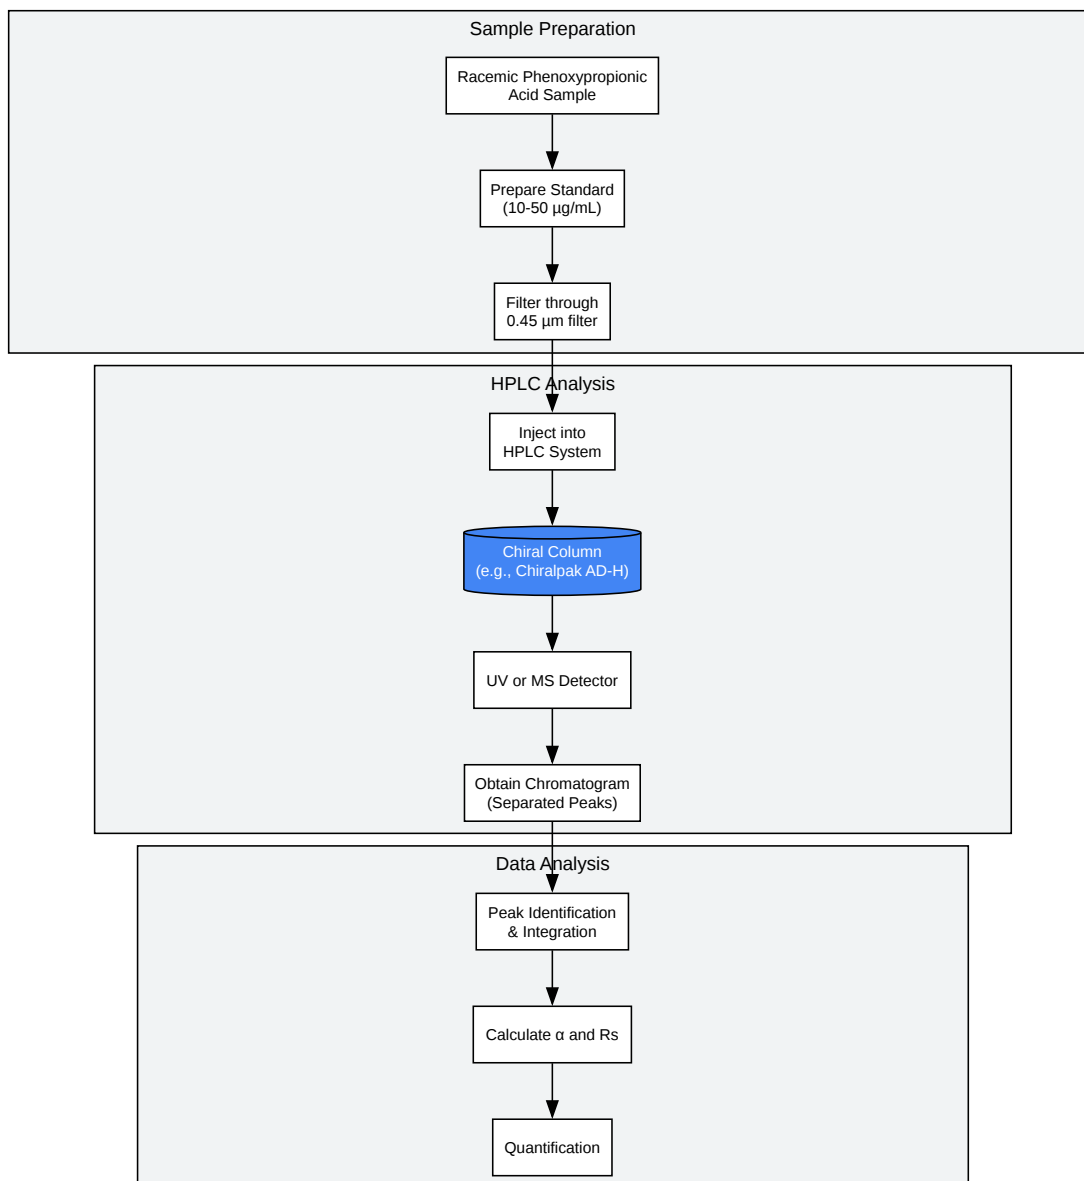 Sample Preparation
Racemic Phenoxypropionic
Acid Sample
Prepare Standard
(10-50 µg/mL)
Filter through
0.45 µm filter
HPLC Analysis
Inject into
HPLC System
Chiral Column
(e.g., Chiralpak AD-H)
UV or MS Detector
Obtain Chromatogram
(Separated Peaks)
Data Analysis
Peak Identification
& Integration
Calculate α and Rs
Quantification